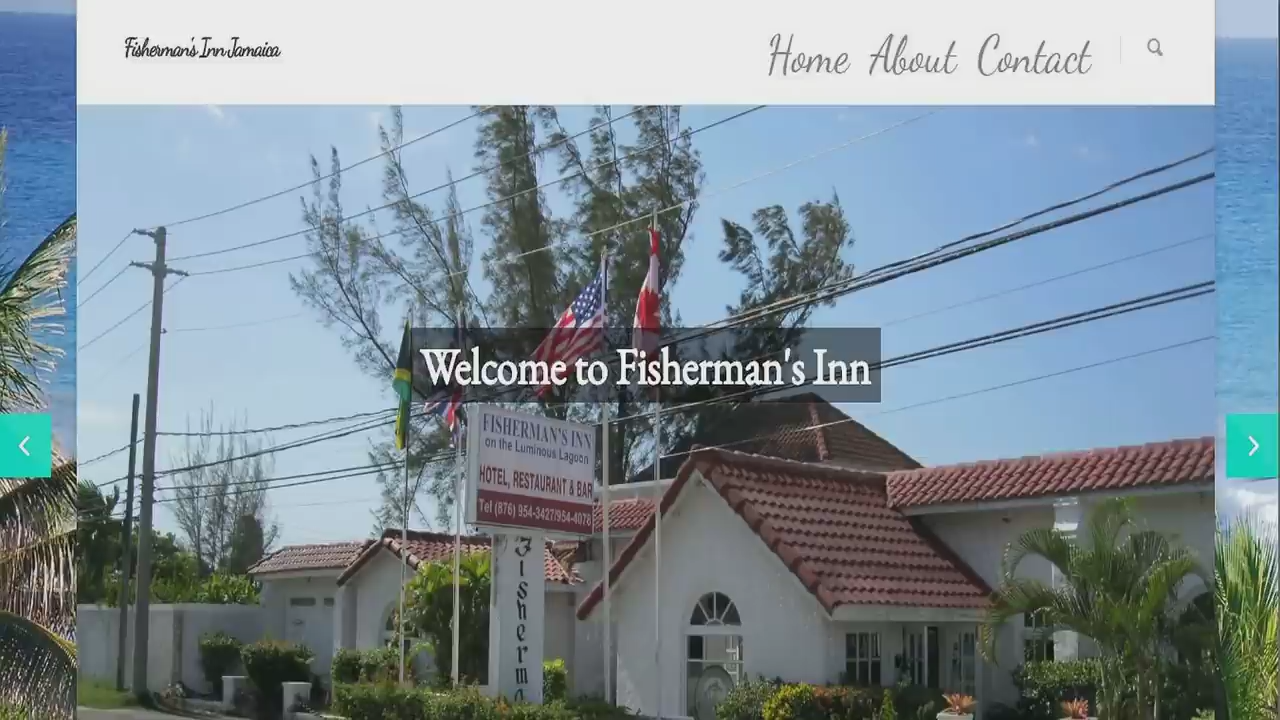 Fisherman's Inn Jamaica
Home About Contact
Welcome to Fisherman's Inn
FISHERMAN'S INN
on the Luminous Lagoon
HOTEL, RESTAURANT & BAR
Tel (876) 954-3427/954-4078
Fisherma